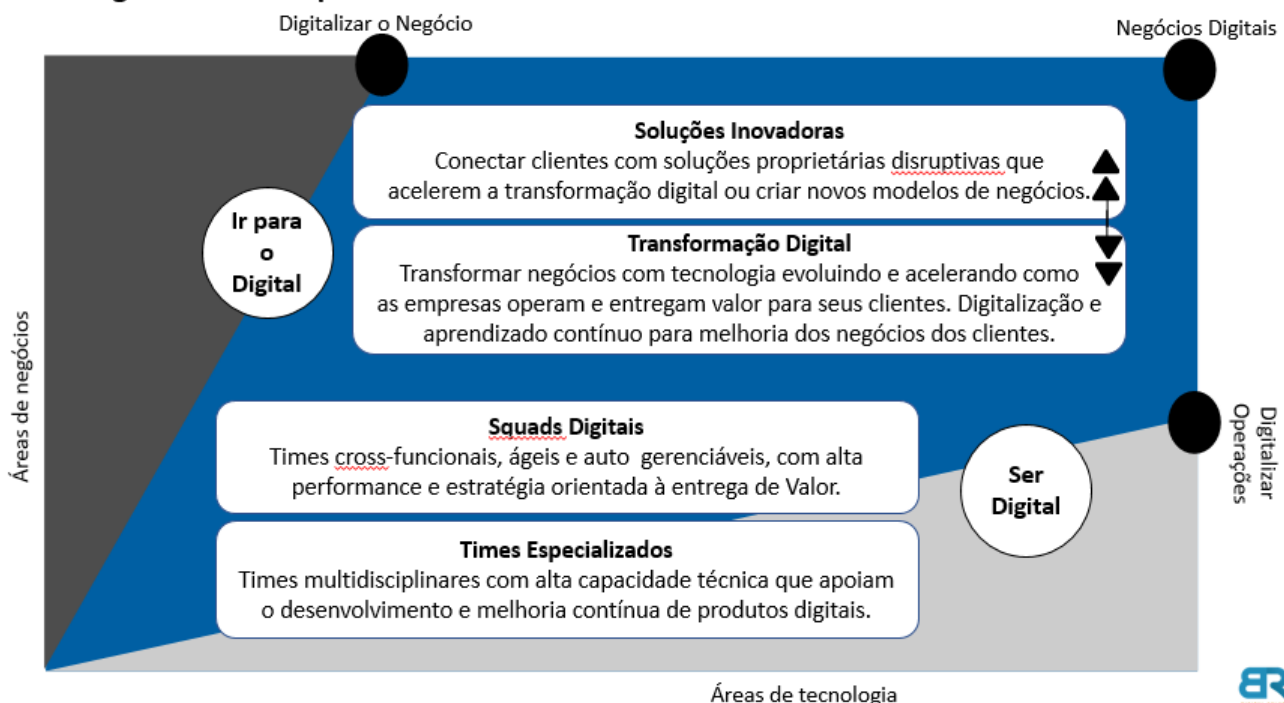 Digitalizar o Negócio
Negócios Digitais
Soluções Inovadoras
Conectar clientes com soluções proprietárias disruptivas que
acelerem a transformação digital ou criar novos modelos de negócios.
Ir para
o
Digital
Transformação Digital
Transformar negócios com tecnologia evoluindo e acelerando como
as empresas operam e entregam valor para seus clientes. Digitalização e
aprendizado contínuo para melhoria dos negócios dos clientes.
Áreas de negócios
Squads Digitais
Times cross-funcionais, ágeis e auto gerenciáveis, com alta
performance e estratégia orientada à entrega de Valor.
Digitalizar
Operações
Ser
Digital
Times Especializados
Times multidisciplinares com alta capacidade técnica que apoiam
o desenvolvimento e melhoria contínua de produtos digitais.
Áreas de tecnologia
BR